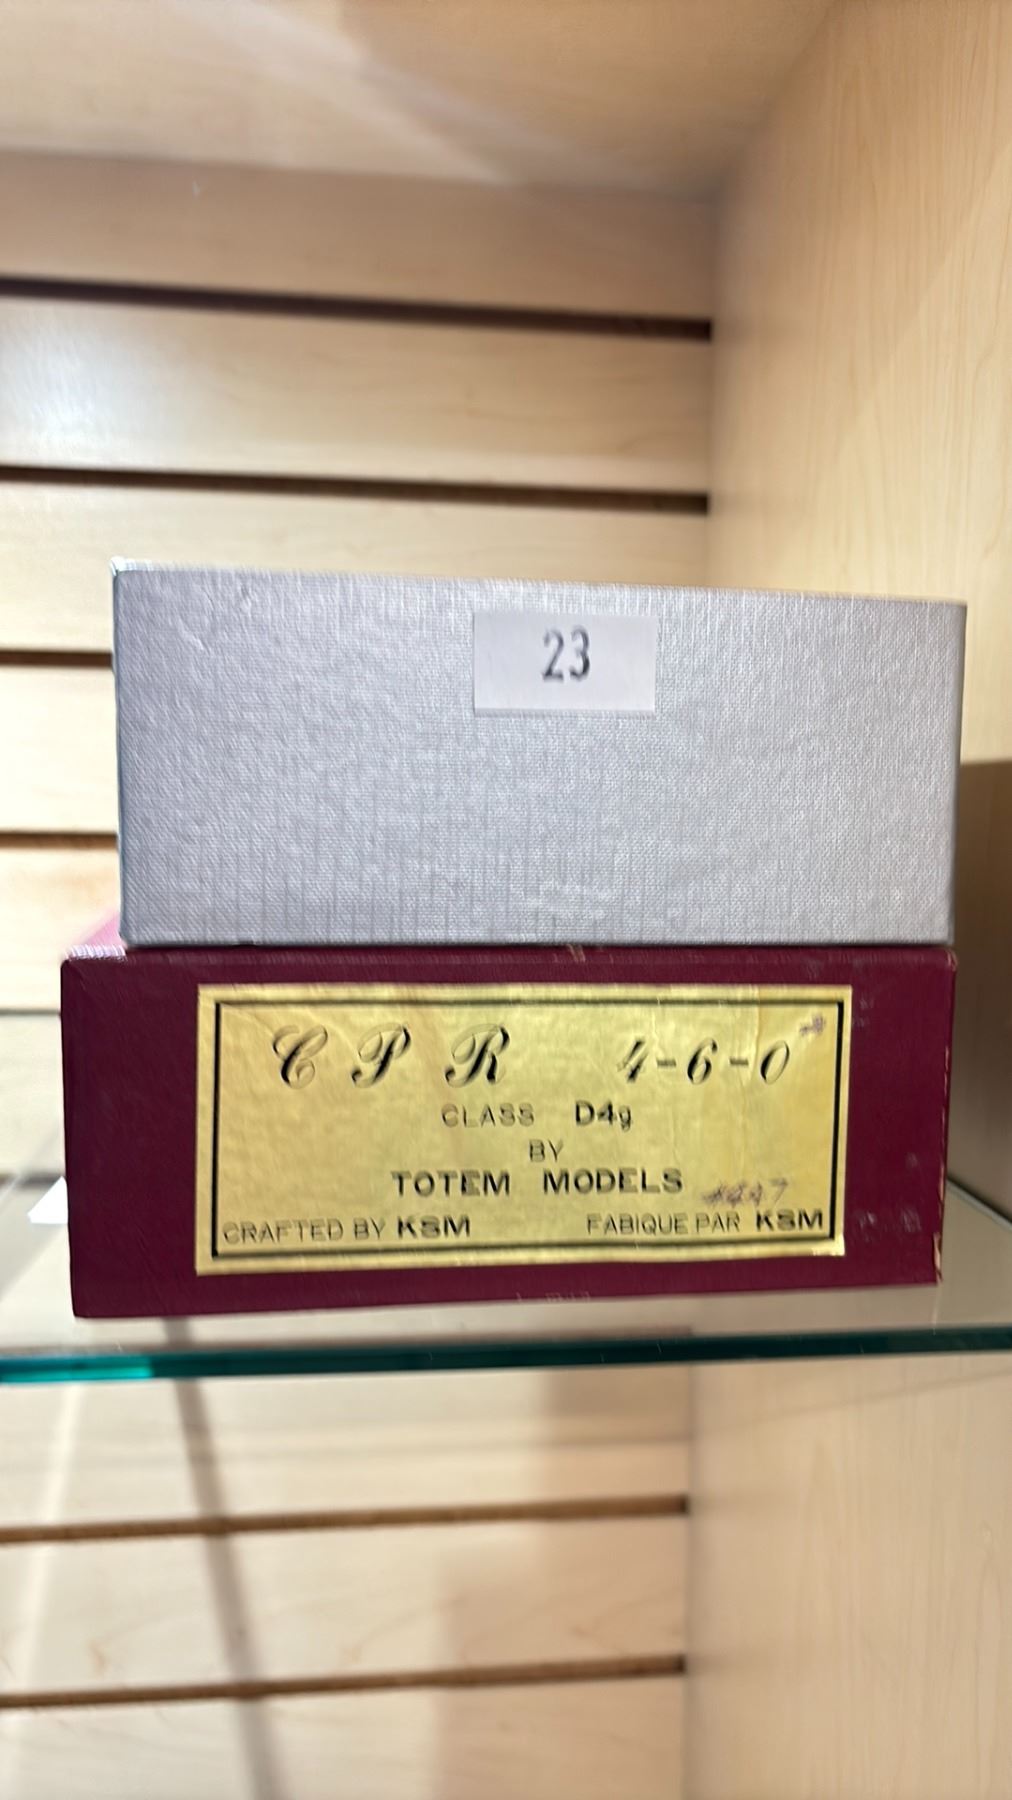 23
C P R 4-6-0
CLASS D4g
BY
TOTEM MODELS
CRAFTED BY KSM FABIQUE PAR KSM